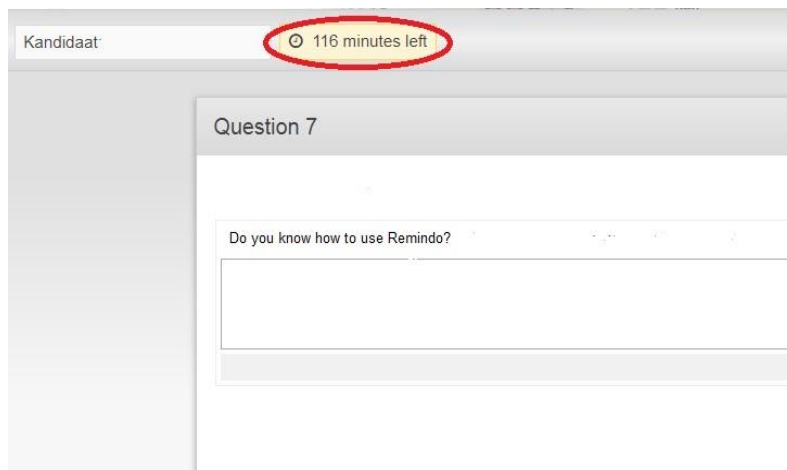 Kandidaat
116 minutes left
Question 7
Do you know how to use Remindo?